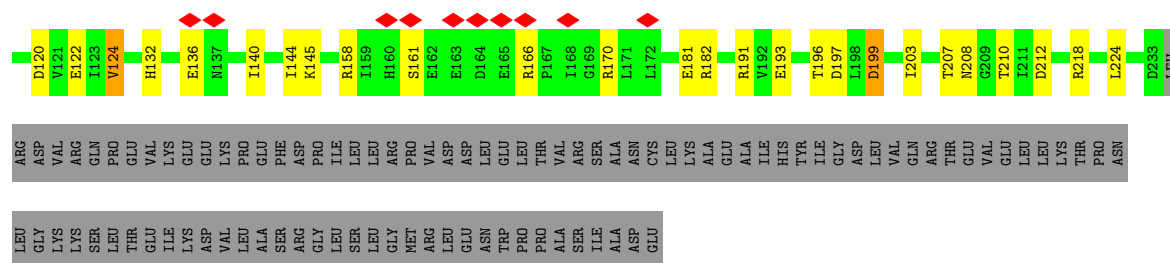 D120 V121 E122 I123 V124 H132 E136 N137 I140 I144 K145 R158 I159 H160 S161 E162 E163 D164 E165 R166 P167 I168 G169 R170 L171 L172 E181 R182 R191 V192 E193 T196 D197 L198 D199 I203 T207 N208 G209 T210 I211 D212 R218 L224 D233 LEU
ARG ASP VAL ARG GLN PRO GLU VAL LYS GLU GLU LYS PRO GLU PHE ASP PRO ILE LEU LEU ARG PRO VAL ASP ASP LEU GLU LEU THR VAL ARG SER ALA ASN CYS LEU LYS ALA GLU ALA ILE HIS TYR ILE GLY ASP LEU VAL GLN ARG THR GLU VAL GLU LEU LEU LYS THR PRO ASN
LEU GLY LYS LYS SER LEU THR GLU ILE LYS ASP VAL LEU ALA SER ARG GLY LEU SER LEU GLY MET ARG LEU GLU ASN TRP PRO PRO ALA SER ILE ALA ASP GLU